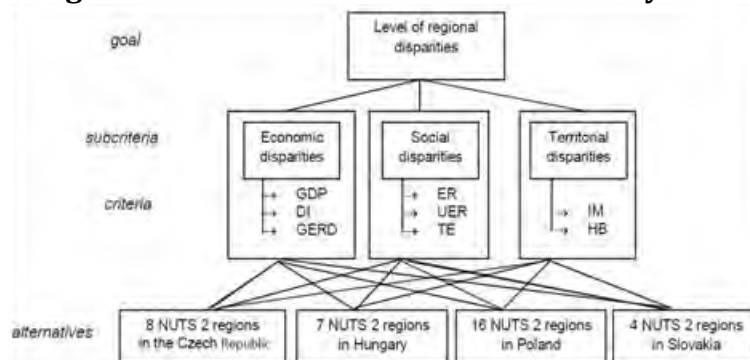 goal
Level of regional
disparities
subcriteria
Economic
disparities
Social
disparities
Territorial
disparities
criteria
GDP
DI
GERD
ER
UER
TE
IM
HB
alternatives
8 NUTS 2 regions
in the Czech Republic
7 NUTS 2 regions
in Hungary
16 NUTS 2 regions
in Poland
4 NUTS 2 regions
in Slovakia